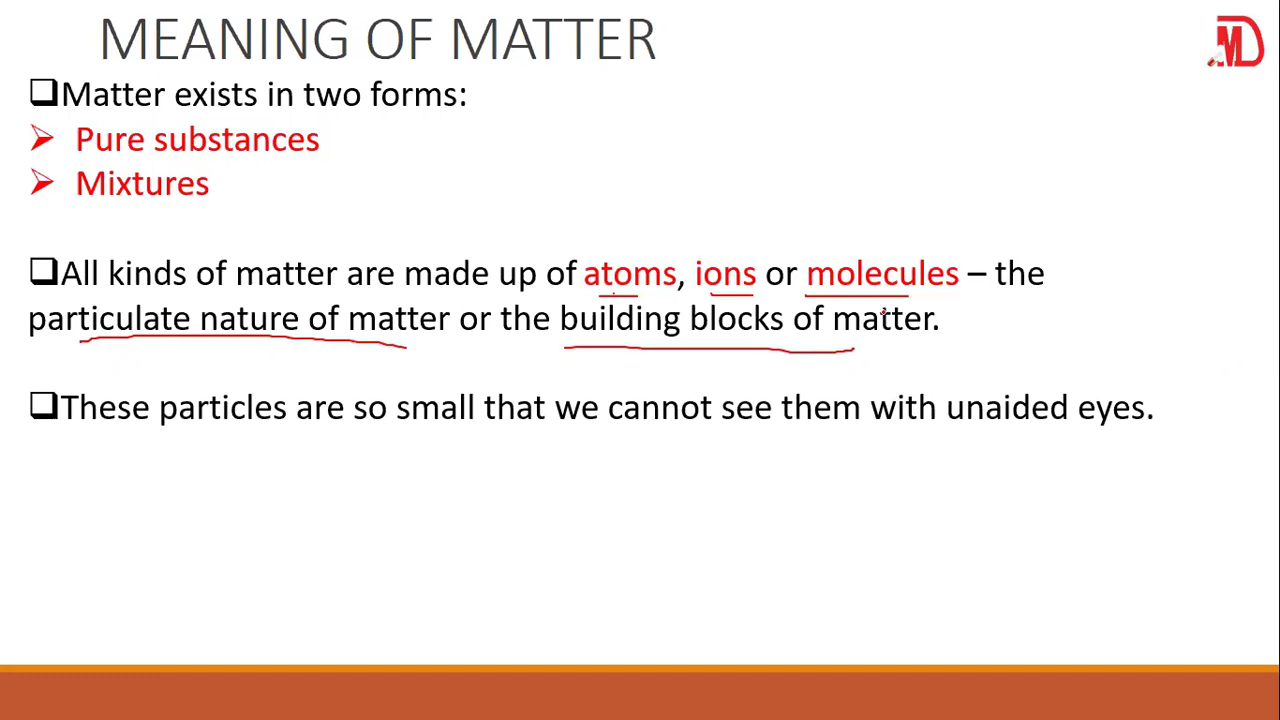 MEANING OF MATTER
MD
Matter exists in two forms:
Pure substances
Mixtures
All kinds of matter are made up of atoms, ions or molecules – the
particulate nature of matter or the building blocks of matter.
These particles are so small that we cannot see them with unaided eyes.